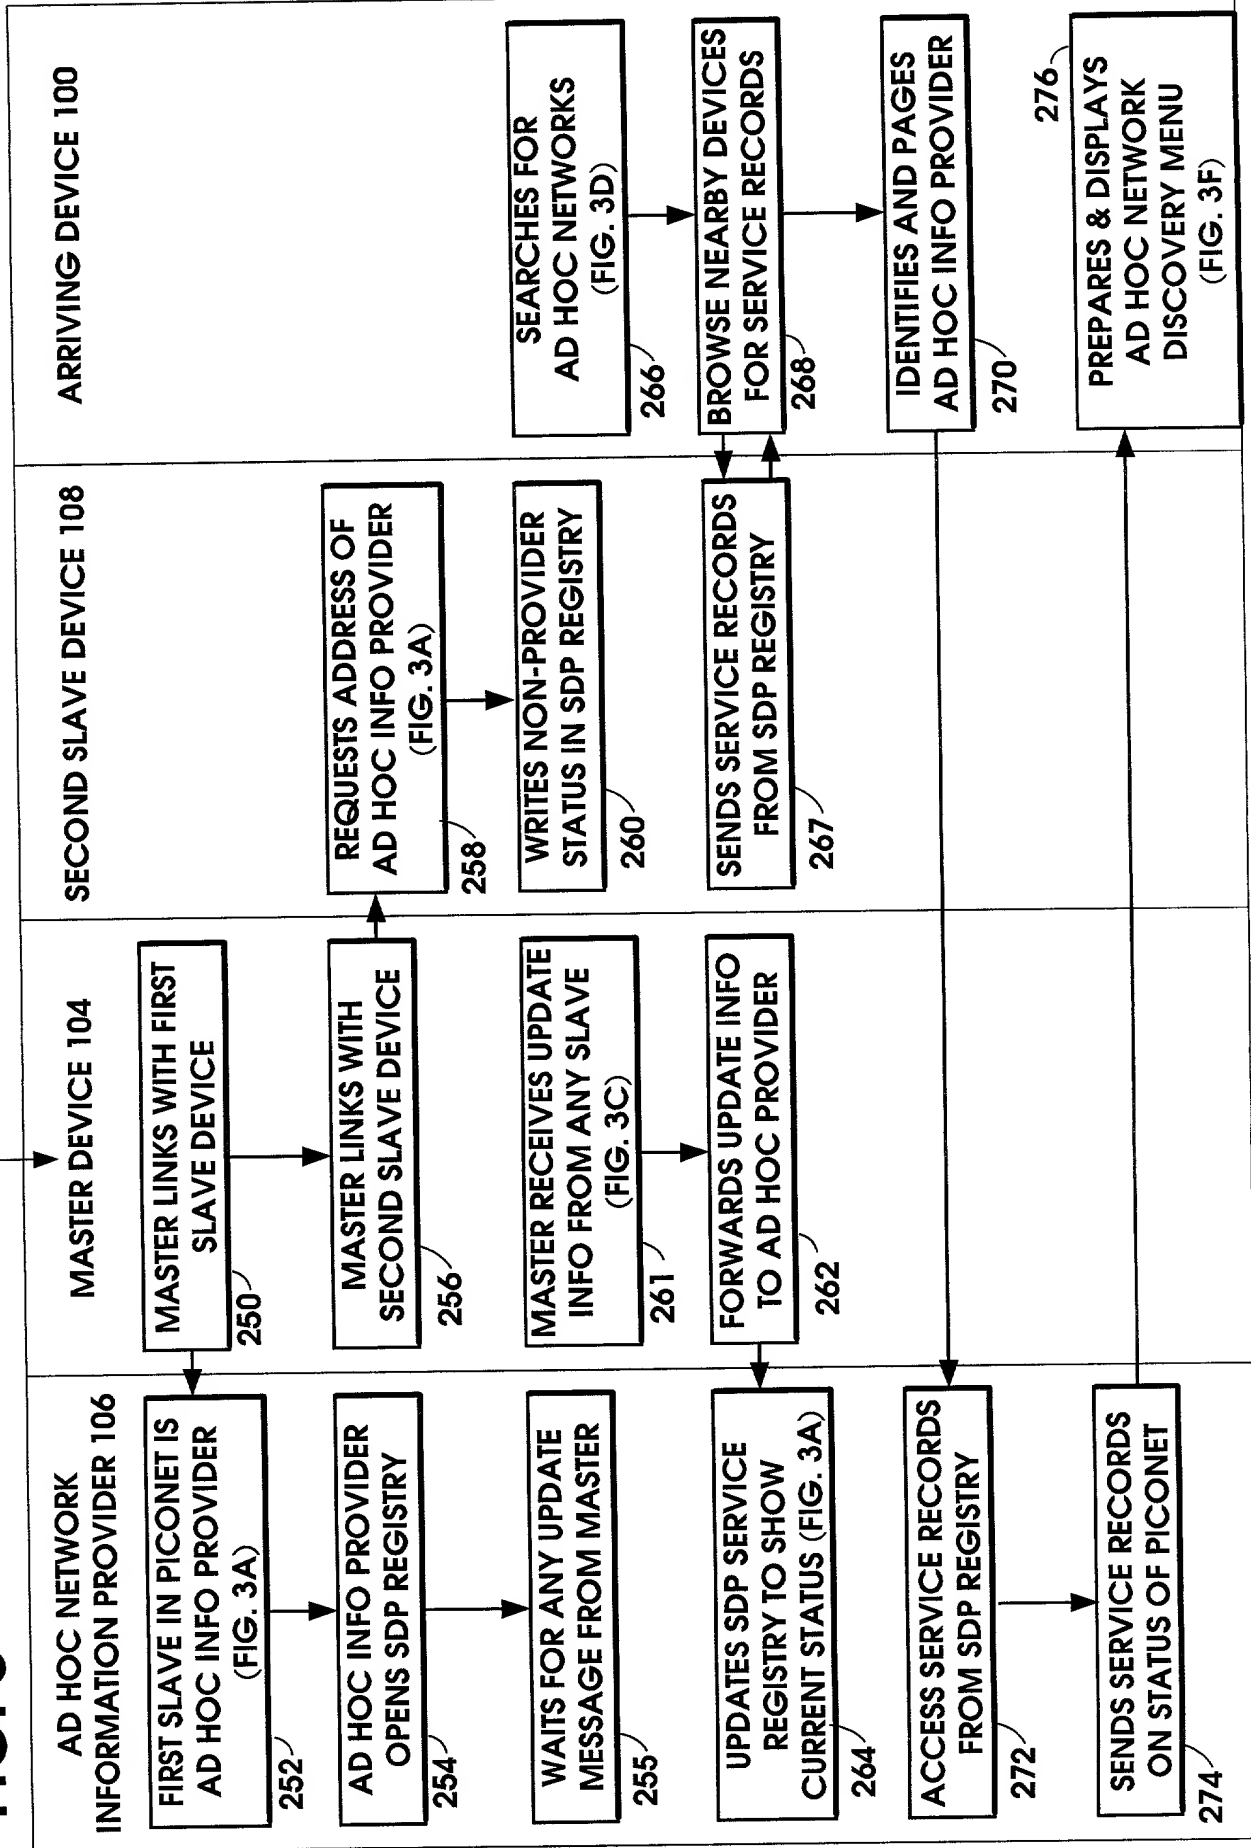 AD HOC NETWORK
INFORMATION PROVIDER 106
FIRST SLAVE IN PICONET IS
AD HOC INFO PROVIDER
(FIG. 3A)
252
AD HOC INFO PROVIDER
OPENS SDP REGISTRY
254
WAITS FOR ANY UPDATE
MESSAGE FROM MASTER
255
UPDATES SDP SERVICE
REGISTRY TO SHOW
CURRENT STATUS (FIG. 3A)
264
ACCESS SERVICE RECORDS
FROM SDP REGISTRY
272
SENDS SERVICE RECORDS
ON STATUS OF PICONET
274
MASTER DEVICE 104
MASTER LINKS WITH FIRST
SLAVE DEVICE
250
MASTER LINKS WITH
SECOND SLAVE DEVICE
256
MASTER RECEIVES UPDATE
INFO FROM ANY SLAVE
(FIG. 3C)
261
FORWARDS UPDATE INFO
TO AD HOC PROVIDER
262
SECOND SLAVE DEVICE 108
REQUESTS ADDRESS OF
AD HOC INFO PROVIDER
(FIG. 3A)
258
WRITES NON-PROVIDER
STATUS IN SDP REGISTRY
260
SENDS SERVICE RECORDS
FROM SDP REGISTRY
267
ARRIVING DEVICE 100
SEARCHES FOR
AD HOC NETWORKS
(FIG. 3D)
266
BROWSE NEARBY DEVICES
FOR SERVICE RECORDS
268
IDENTIFIES AND PAGES
AD HOC INFO PROVIDER
270
276
PREPARES & DISPLAYS
AD HOC NETWORK
DISCOVERY MENU
(FIG. 3F)